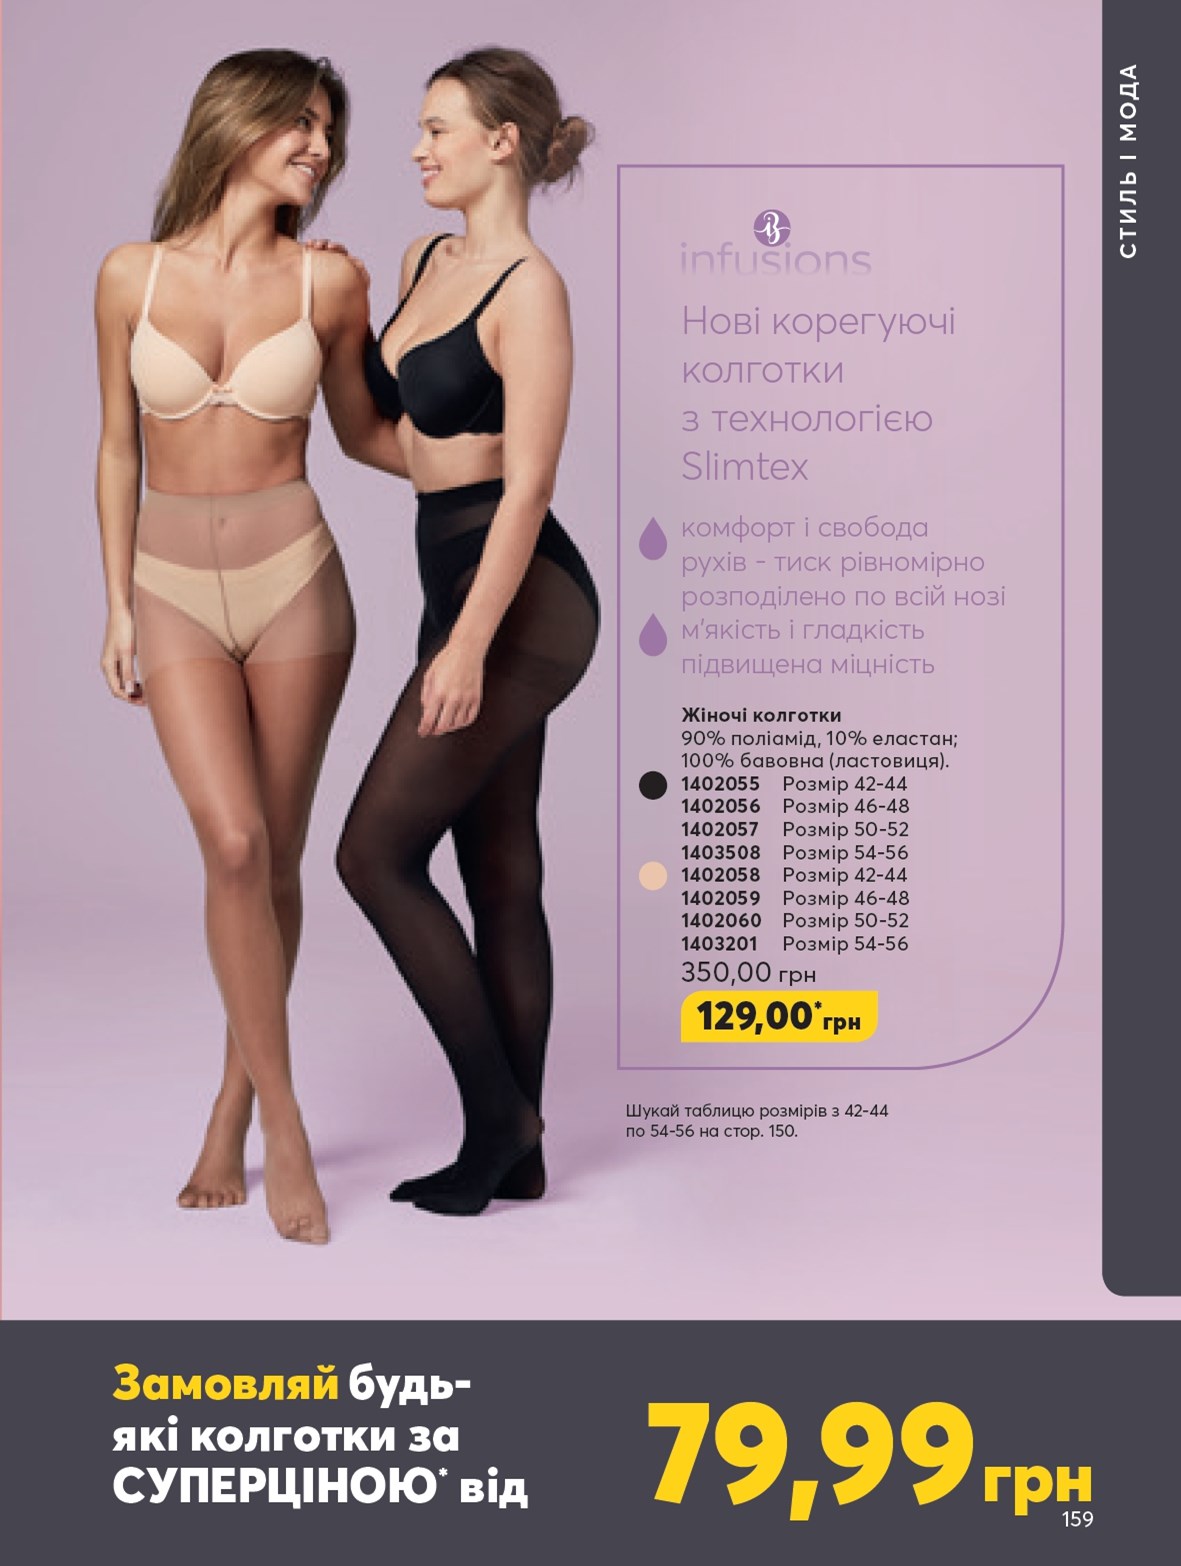 СТИЛЬ І МОДА
infusions
Нові корегуючі
колготки
з технологією
Slimtex
комфорт і свобода
рухів - тиск рівномірно
розподілено по всій нозі
м'якість і гладкість
підвищена міцність
Жіночі колготки
90% поліамід, 10% еластан;
100% бавовна (ластовиця).
1402055 Розмір 42-44
1402056 Розмір 46-48
1402057 Розмір 50-52
1403508 Розмір 54-56
1402058 Розмір 42-44
1402059 Розмір 46-48
1402060 Розмір 50-52
1403201 Розмір 54-56
350,00 грн
129,00* грн
Шукай таблицю розмірів з 42-44
по 54-56 на стор. 150.
Замовляй будь-
які колготки за
СУПЕРЦІНОЮ* від
79,99 грн
159